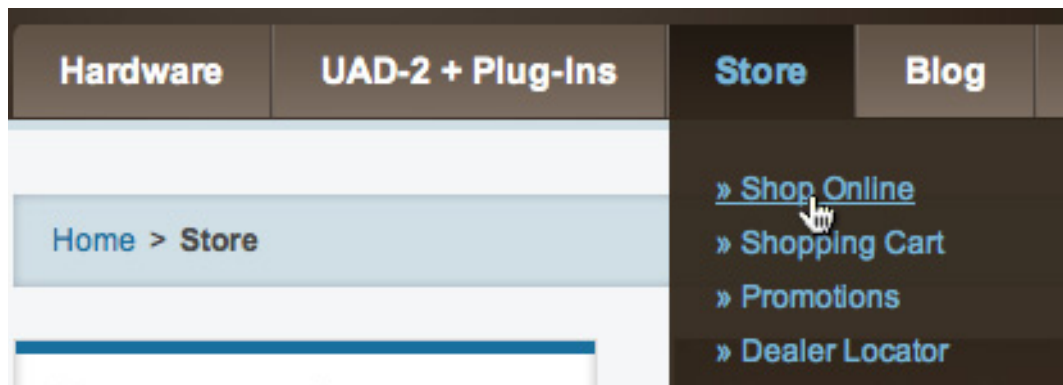 Hardware UAD-2 + Plug-Ins Store Blog
» Shop Online
Home > Store
» Shopping Cart
» Promotions
» Dealer Locator